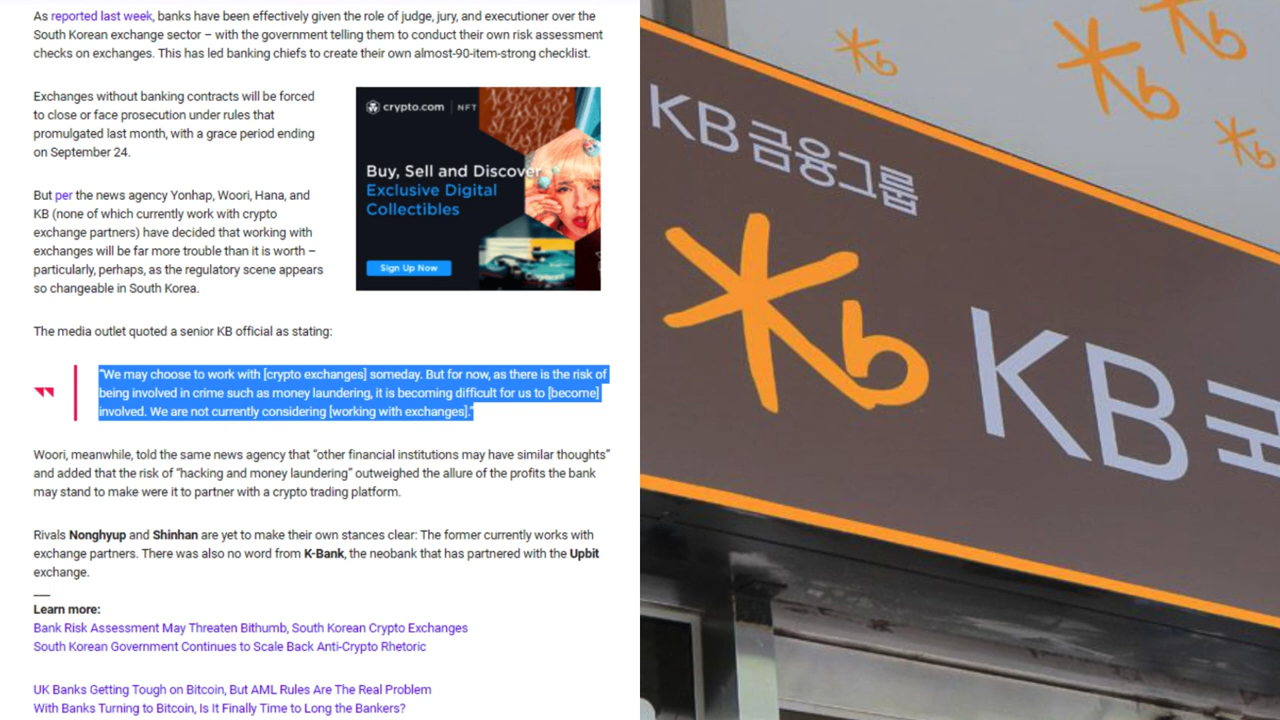 As reported last week, banks have been effectively given the role of judge, jury, and executioner over the
South Korean exchange sector – with the government telling them to conduct their own risk assessment
checks on exchanges. This has led banking chiefs to create their own almost-90-item-strong checklist.
Exchanges without banking contracts will be forced
to close or face prosecution under rules that
promulgated last month, with a grace period ending
on September 24.
But per the news agency Yonhap, Woori, Hana, and
KB (none of which currently work with crypto
exchange partners) have decided that working with
exchanges will be far more trouble than it is worth –
particularly, perhaps, as the regulatory scene appears
so changeable in South Korea.
crypto.com | NFT
Buy, Sell and Discover
Exclusive Digital
Collectibles
Sign Up Now
The media outlet quoted a senior KB official as stating:
“We may choose to work with [crypto exchanges] someday. But for now, as there is the risk of
being involved in crime such as money laundering, it is becoming difficult for us to [become]
involved. We are not currently considering [working with exchanges].”
Woori, meanwhile, told the same news agency that “other financial institutions may have similar thoughts”
and added that the risk of “hacking and money laundering” outweighed the allure of the profits the bank
may stand to make were it to partner with a crypto trading platform.
Rivals Nonghyup and Shinhan are yet to make their own stances clear: The former currently works with
exchange partners. There was also no word from K-Bank, the neobank that has partnered with the Upbit
exchange.
Learn more:
Bank Risk Assessment May Threaten Bithumb, South Korean Crypto Exchanges
South Korean Government Continues to Scale Back Anti-Crypto Rhetoric
UK Banks Getting Tough on Bitcoin, But AML Rules Are The Real Problem
With Banks Turning to Bitcoin, Is It Finally Time to Long the Bankers?
Kb
Kb
Kb
Kb
KB금융그룹
Kb KB